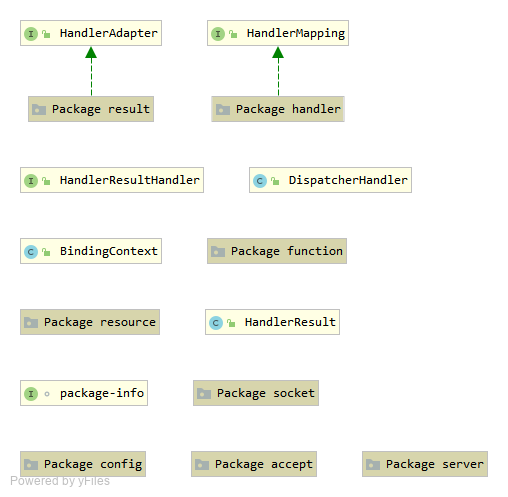 HandlerAdapter
HandlerMapping
Package result
Package handler
HandlerResultHandler
DispatcherHandler
BindingContext
Package function
Package resource
HandlerResult
package-info
Package socket
Package config
Package accept
Package server
Powered by yFiles